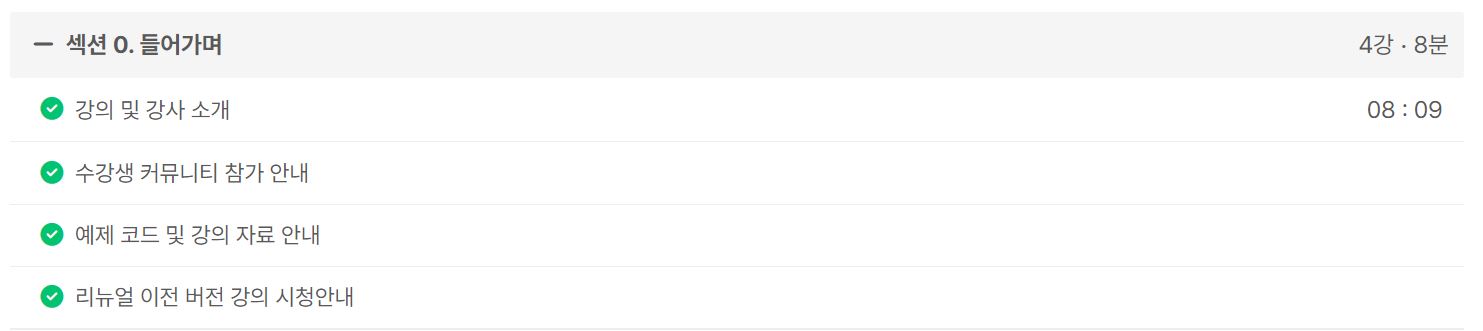 섹션 0. 들어가며 4강 · 8분
강의 및 강사 소개 08 : 09
수강생 커뮤니티 참가 안내
예제 코드 및 강의 자료 안내
리뉴얼 이전 버전 강의 시청안내